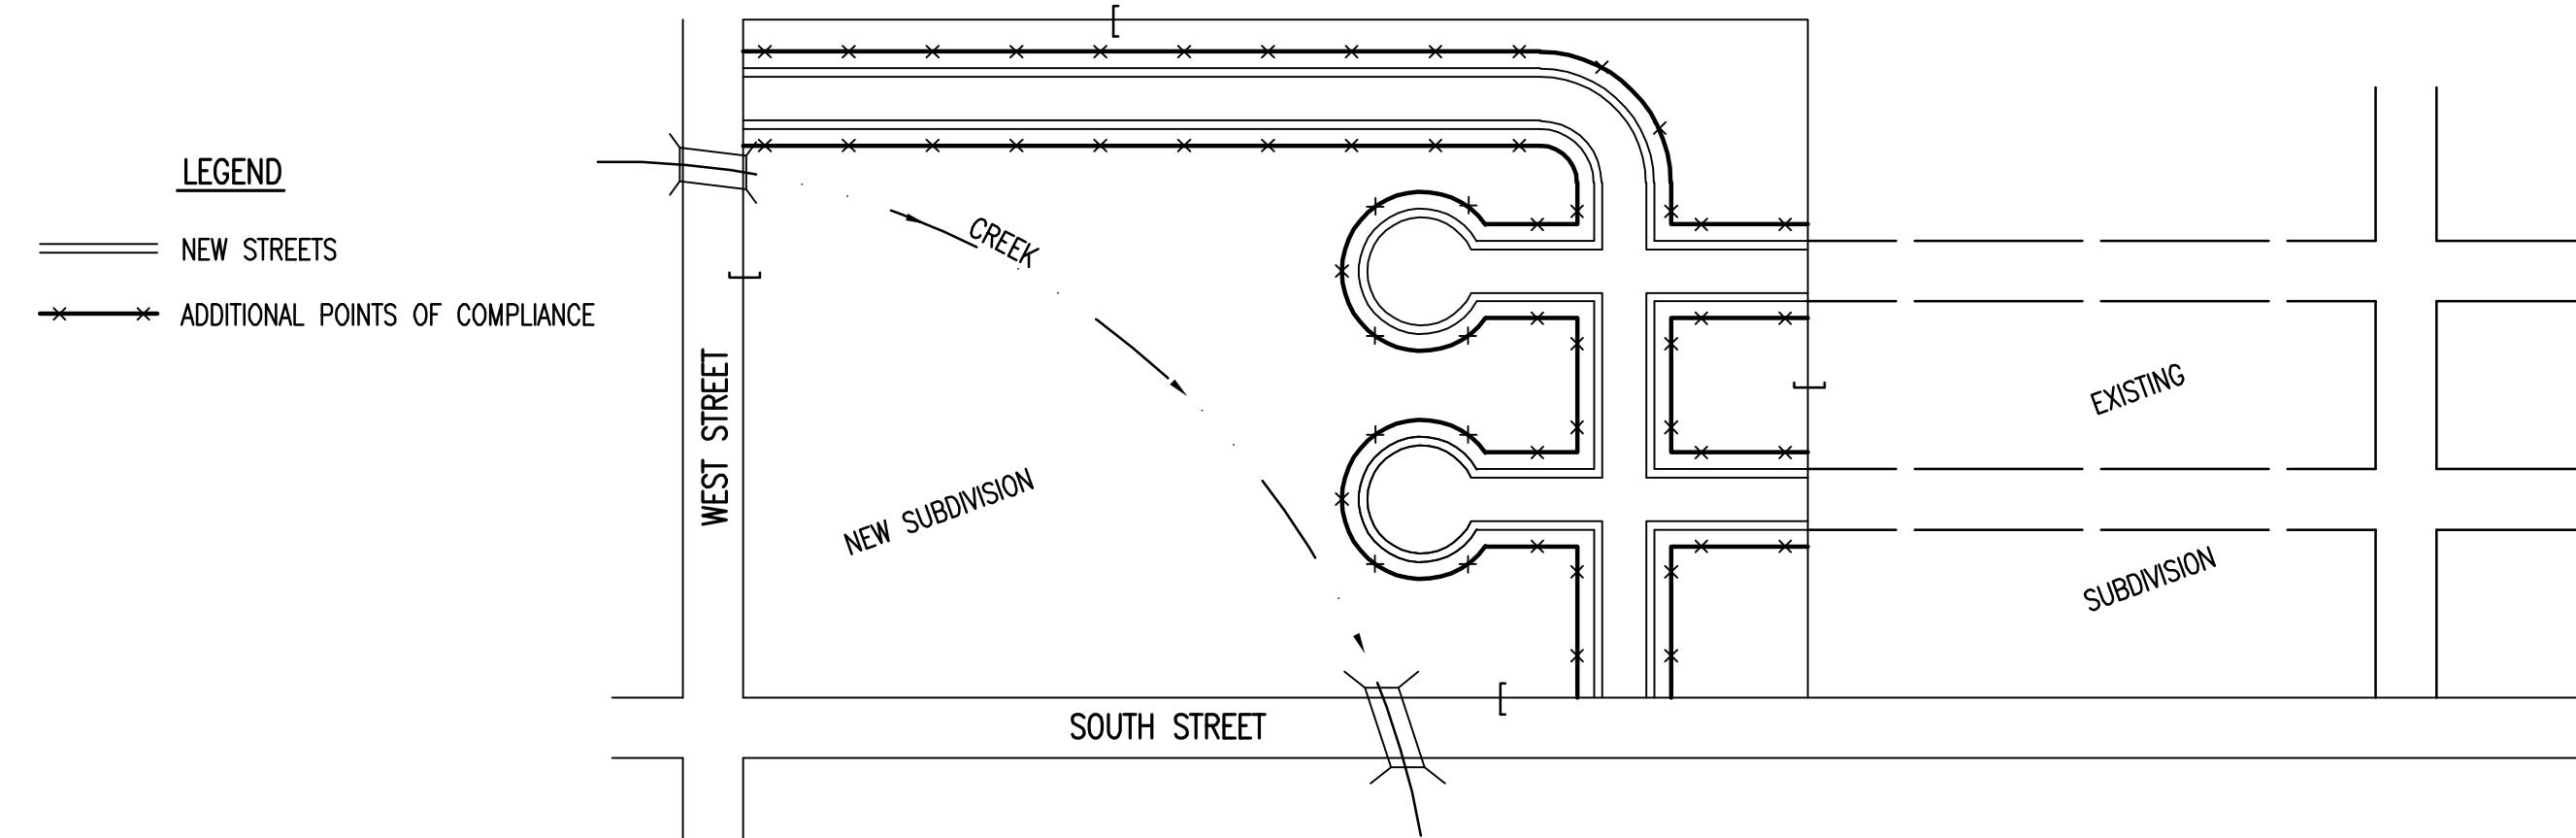 LEGEND
NEW STREETS
ADDITIONAL POINTS OF COMPLIANCE
WEST STREET
CREEK
NEW SUBDIVISION
SOUTH STREET
EXISTING
SUBDIVISION